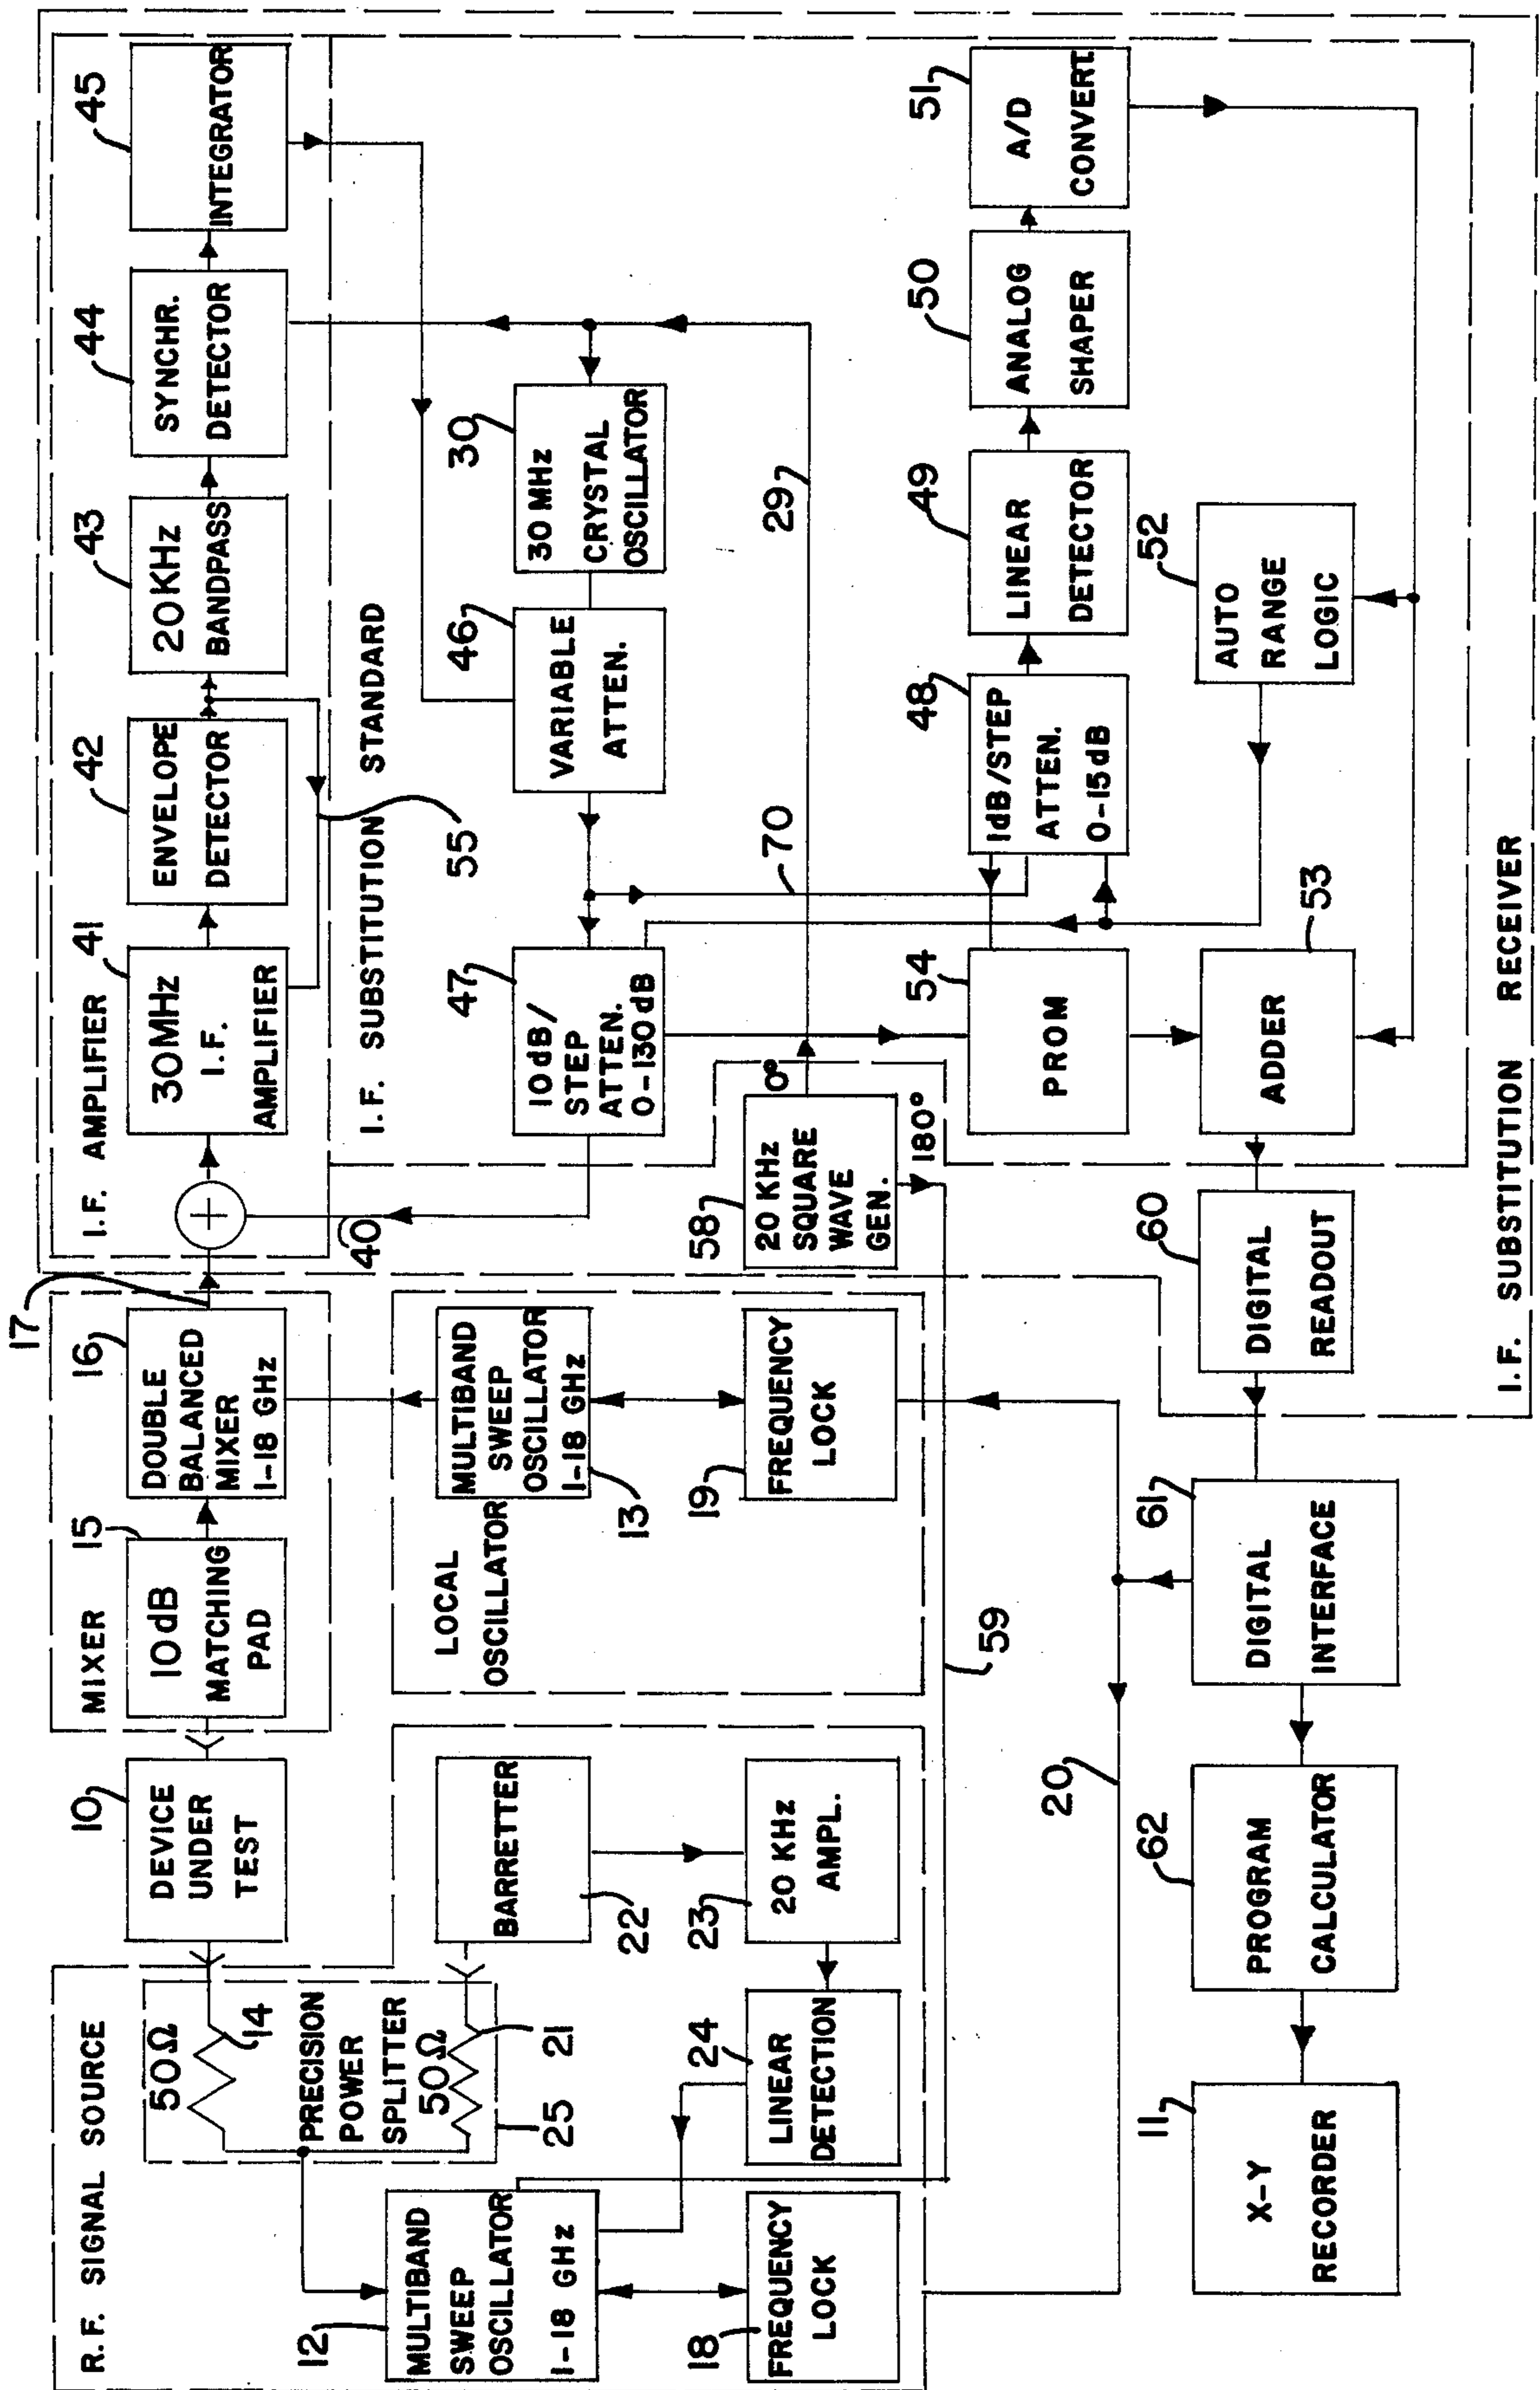 I.F. AMPLIFIER
41
30MHz
I.F.
AMPLIFIER
42
ENVELOPE
DETECTOR
43
20KHz
BANDPASS
44
SYNCHR.
DETECTOR
45
INTEGRATOR
55
I.F. SUBSTITUTION STANDARD
17
MIXER
15
10dB
MATCHING
PAD
16
DOUBLE
BALANCED
MIXER
1-18 GHz
10
DEVICE
UNDER
TEST
R.F. SIGNAL SOURCE
50Ω
14
PRECISION
POWER
SPLITTER
50Ω
21
25
12
MULTIBAND
SWEEP
OSCILLATOR
1-18 GHz
BARRETTER
22
23
20 KHz
AMPL.
24
LINEAR
DETECTION
18
FREQUENCY
LOCK
LOCAL
OSCILLATOR
MULTIBAND
SWEEP
OSCILLATOR
1-18 GHz
13
19
FREQUENCY
LOCK
40
47
10dB/
STEP
ATTEN.
0-130dB
46
VARIABLE
ATTEN.
30
30 MHz
CRYSTAL
OSCILLATOR
58
20 KHz
SQUARE
WAVE
GEN.
0°
180°
70
29
48
1dB/STEP
ATTEN.
0-15dB
49
LINEAR
DETECTOR
50
ANALOG
SHAPER
51
A/D
CONVERT.
54
PROM
53
ADDER
52
AUTO
RANGE
LOGIC
59
20
60
DIGITAL
READOUT
61
DIGITAL
INTERFACE
62
PROGRAM
CALCULATOR
11
X-Y
RECORDER
I.F. SUBSTITUTION RECEIVER